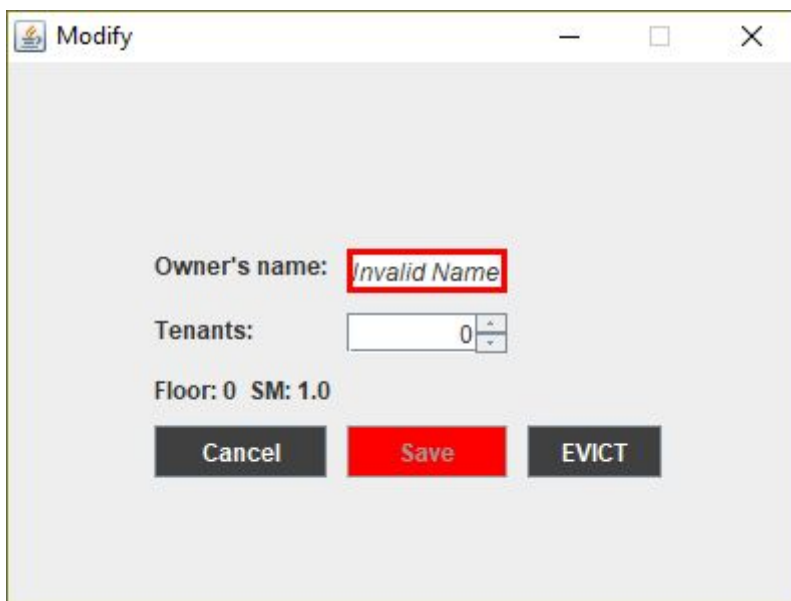 Modify
Owner's name: Invalid Name
Tenants: 0
Floor: 0 SM: 1.0
Cancel Save EVICT